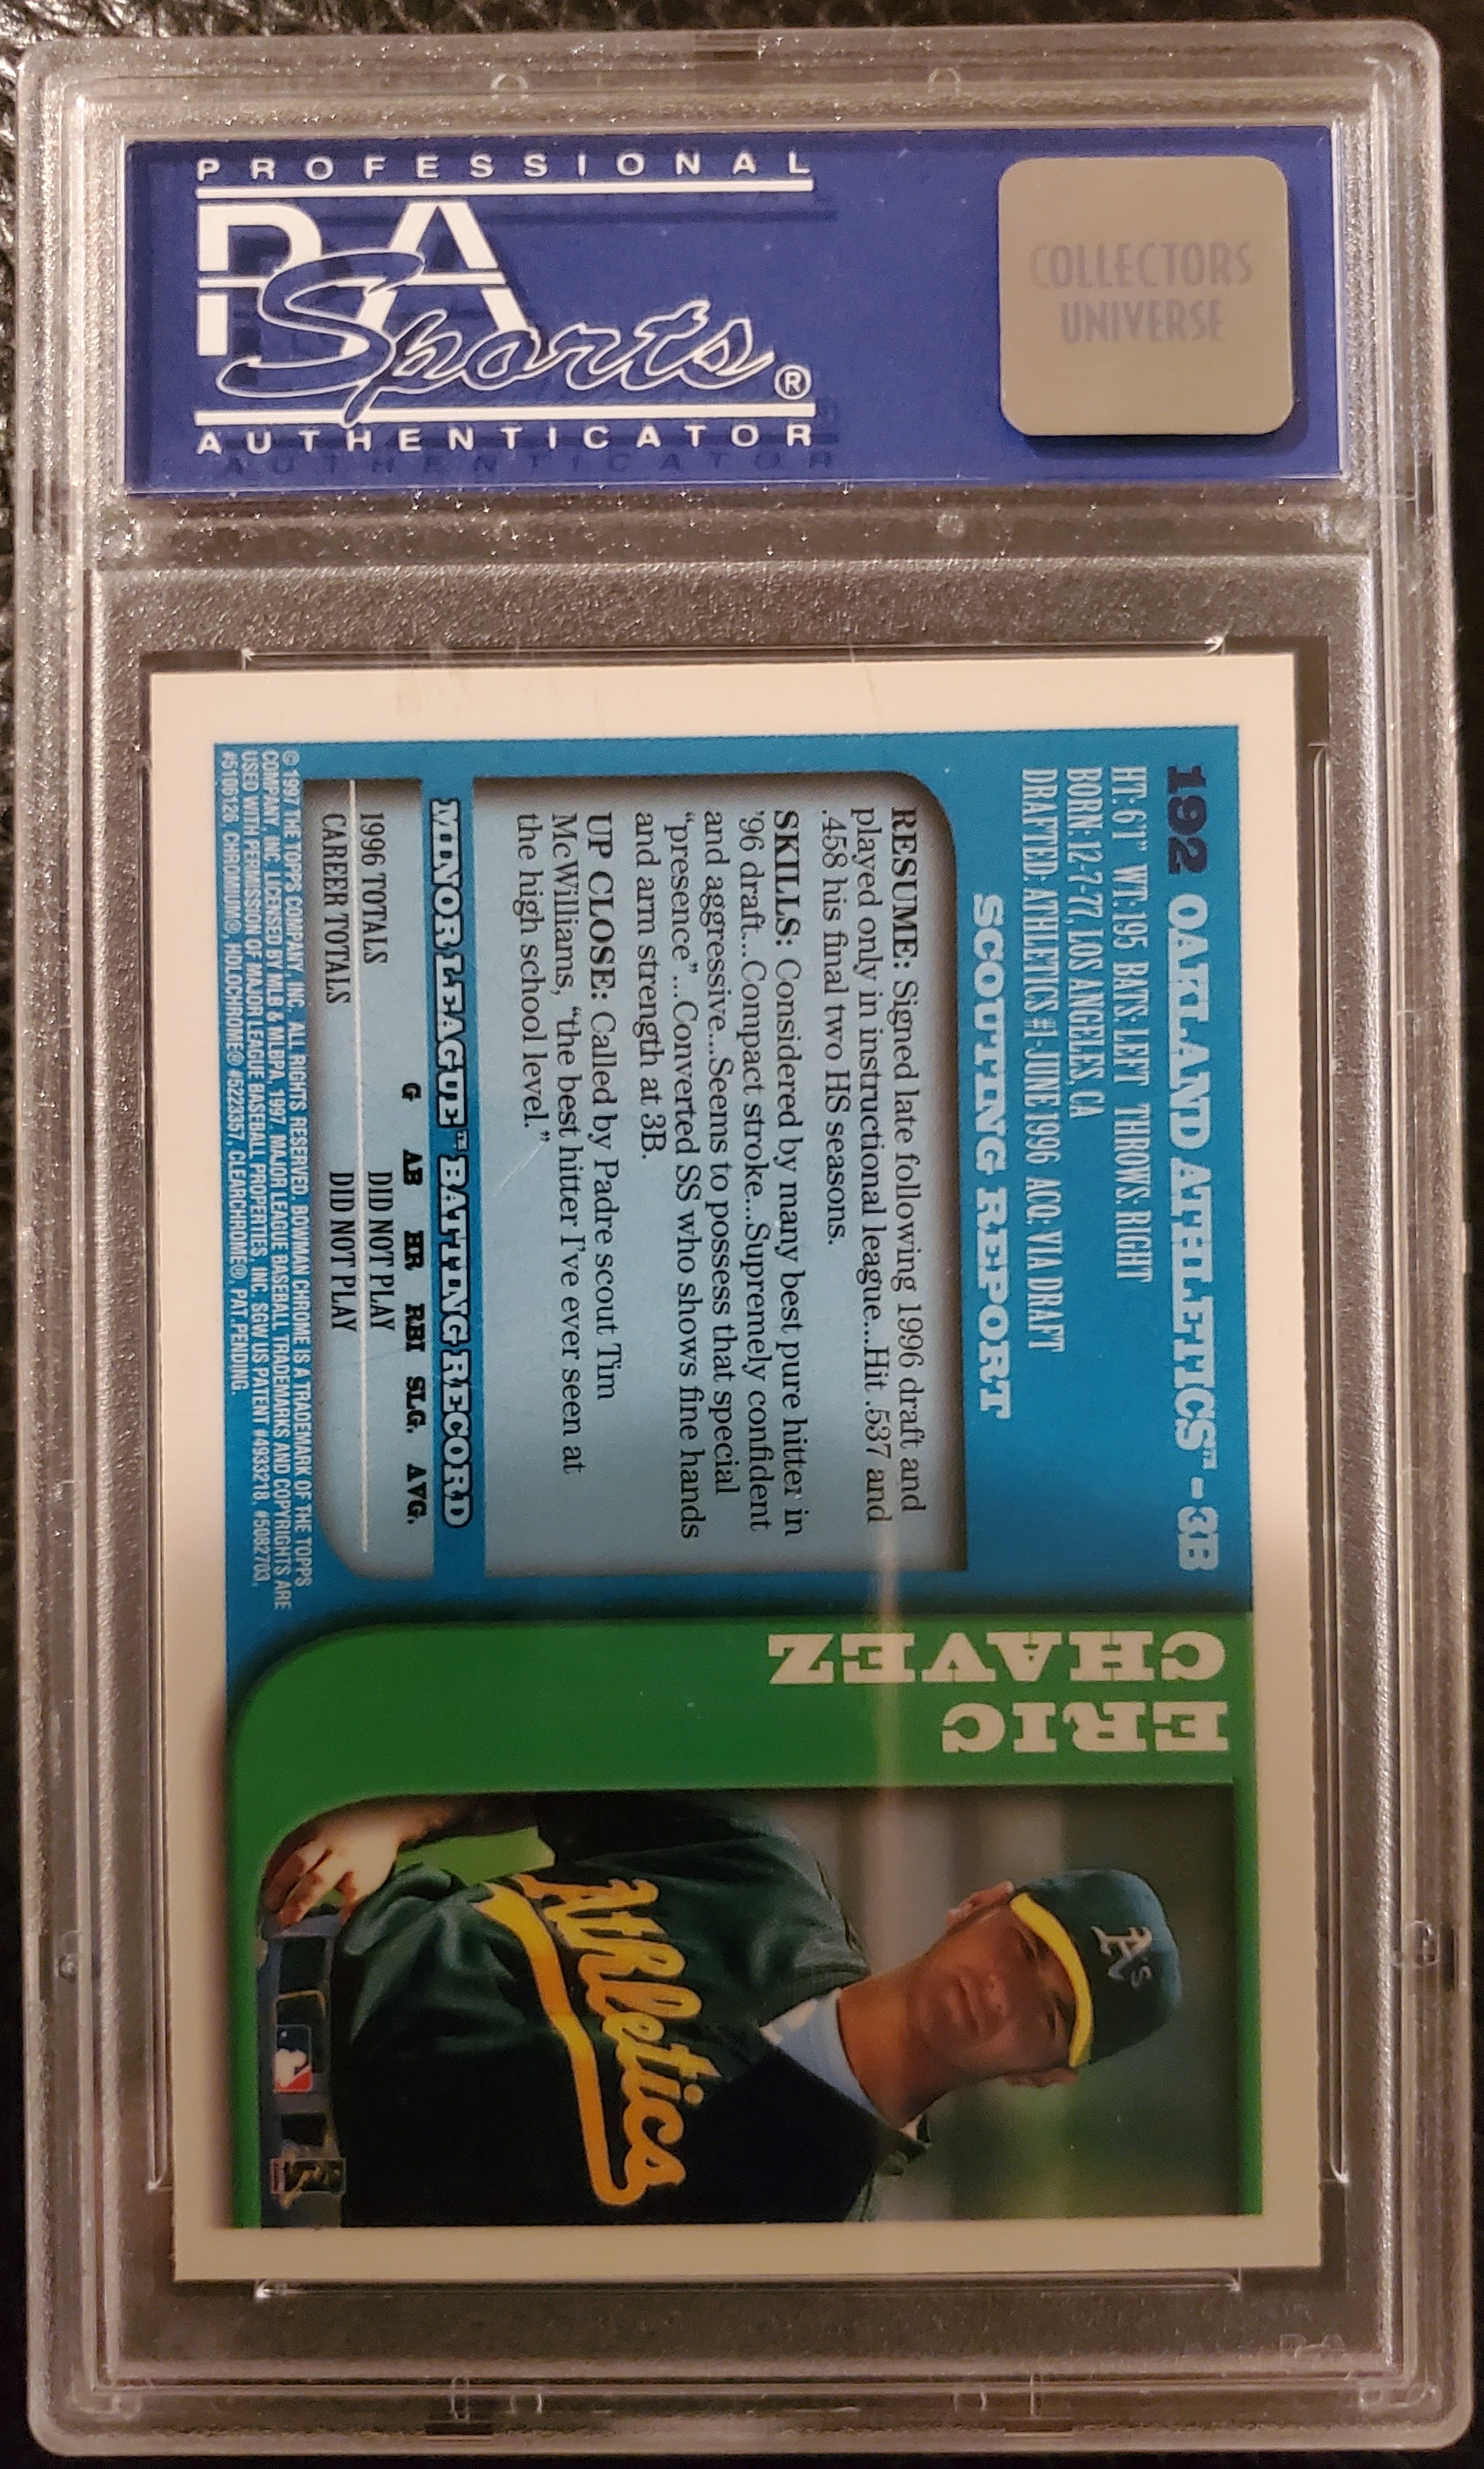 PROFESSIONAL
PSA
Sports®
AUTHENTICATOR
COLLECTORS
UNIVERSE
192 OAKLAND ATHLETICS™ - 3B
HT: 6'1" WT: 195 BATS: LEFT THROWS: RIGHT
BORN: 12-7-77, LOS ANGELES, CA
DRAFTED: ATHLETICS #1-JUNE 1996 ACQ: VIA DRAFT
SCOUTING REPORT
RESUME: Signed late following 1996 draft and
played only in instructional league...Hit .537 and
.458 his final two HS seasons.
SKILLS: Considered by many best pure hitter in
'96 draft...Compact stroke...Supremely confident
and aggressive...Seems to possess that special
"presence"...Converted SS who shows fine hands
and arm strength at 3B.
UP CLOSE: Called by Padre scout Tim
McWilliams, "the best hitter I've ever seen at
the high school level."
MINOR LEAGUE™ BATTING RECORD
G AB HR RBI SLG. AVG.
1996 TOTALS DID NOT PLAY
CAREER TOTALS DID NOT PLAY
© 1997 THE TOPPS COMPANY, INC. ALL RIGHTS RESERVED. BOWMAN CHROME IS A TRADEMARK OF THE TOPPS
COMPANY, INC. LICENSED BY MLB & MLBPA, 1997. MAJOR LEAGUE BASEBALL TRADEMARKS AND COPYRIGHTS ARE
USED WITH PERMISSION OF MAJOR LEAGUE BASEBALL PROPERTIES, INC. SGW US PATENT #4933218, #5082703,
#5106126. CHROMIUM®, HOLOCHROME® #5223357, CLEARCHROME®, PAT. PENDING.
ERIC
CHAVEZ
A's
Athletics